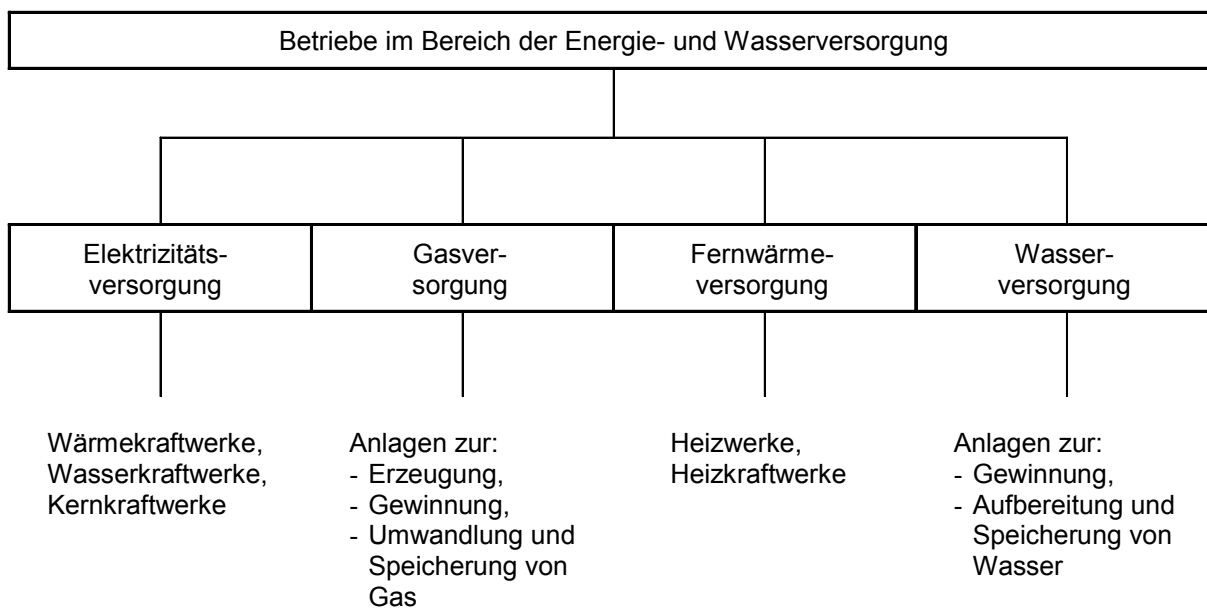 Betriebe im Bereich der Energie- und Wasserversorgung
Elektrizitäts-
versorgung
Gasver-
sorgung
Fernwärme-
versorgung
Wasser-
versorgung
Wärmekraftwerke,
Wasserkraftwerke,
Kernkraftwerke
Anlagen zur:
- Erzeugung,
- Gewinnung,
- Umwandlung und
Speicherung von
Gas
Heizwerke,
Heizkraftwerke
Anlagen zur:
- Gewinnung,
- Aufbereitung und
Speicherung von
Wasser